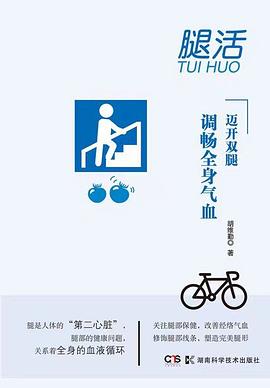 腿活
TUI HUO
迈开双腿
调畅全身气血
胡维勤 著
腿是人体的“第二心脏”，
腿部的健康问题，
关系着全身的血液循环
关注腿部保健，改善经络气血
修饰腿部线条，塑造完美腿形
湖南科学技术出版社